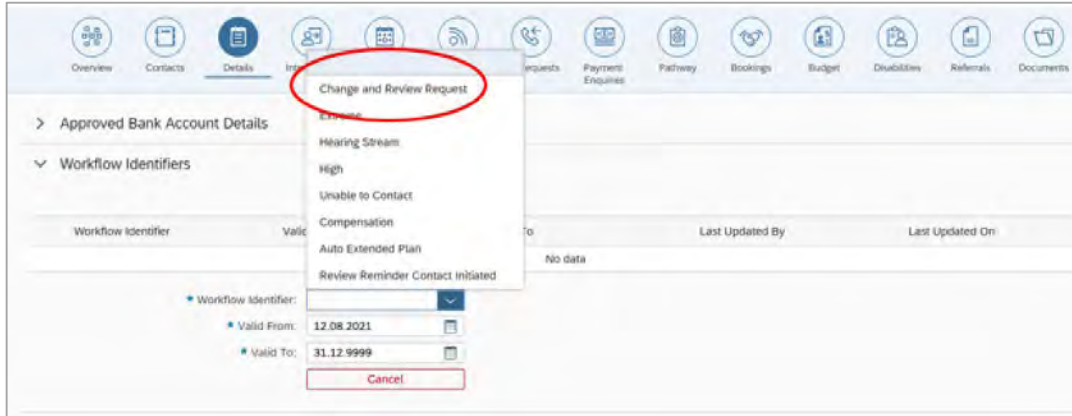 Overview Contacts Details Requests Payment Enquiries Pathway Bookings Budget Disabilities Referrals Documents
Change and Review Request
Approved Bank Account Details
Extreme
Hearing Stream
Workflow Identifiers
High
Unable to Contact
Compensation
Workflow Identifier To Last Updated By Last Updated On
Auto Extended Plan
No data
Review Reminder Contact Initiated
* Workflow Identifier:
* Valid From: 12.08.2021
* Valid To: 31.12.9999
Cancel